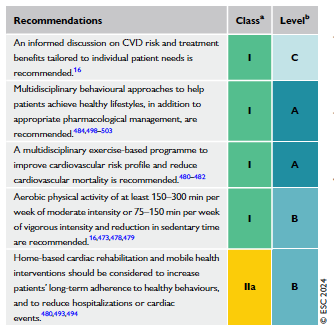 Recommendations Classᵃ Levelᵇ
An informed discussion on CVD risk and treatment
benefits tailored to individual patient needs is
recommended.¹⁶
I C
Multidisciplinary behavioural approaches to help
patients achieve healthy lifestyles, in addition to
appropriate pharmacological management, are
recommended.⁴⁸⁴,⁴⁹⁸–⁵⁰³
I A
A multidisciplinary exercise-based programme to
improve cardiovascular risk profile and reduce
cardiovascular mortality is recommended.⁴⁸⁰–⁴⁸²
I A
Aerobic physical activity of at least 150–300 min per
week of moderate intensity or 75–150 min per week
of vigorous intensity and reduction in sedentary time
are recommended.¹⁶,⁴⁷³,⁴⁷⁸,⁴⁷⁹
I B
Home-based cardiac rehabilitation and mobile health
interventions should be considered to increase
patients’ long-term adherence to healthy behaviours,
and to reduce hospitalizations or cardiac
events.⁴⁸⁰,⁴⁹³,⁴⁹⁴
IIa B
© ESC 2024